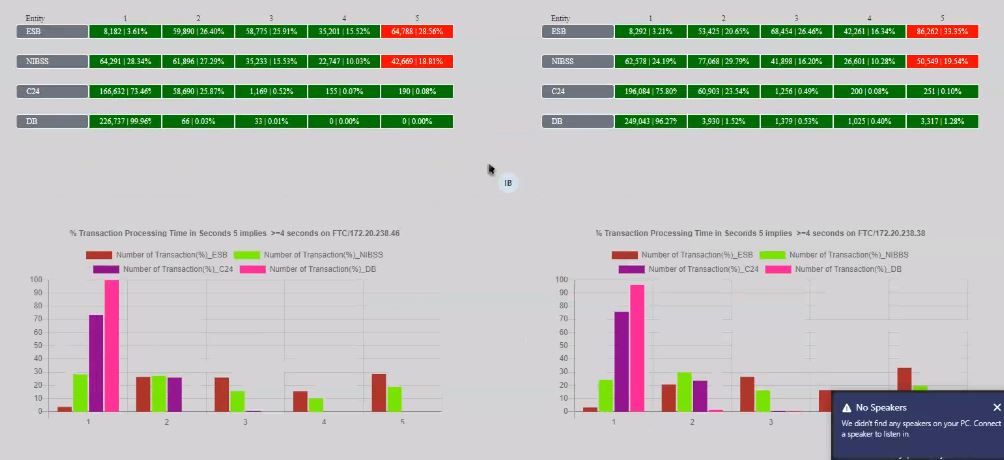 Entity 1 2 3 4 5
ESB 8,182 | 3.61% 59,890 | 26.40% 58,775 | 25.91% 35,201 | 15.52% 64,788 | 28.56%
NIBSS 64,291 | 28.34% 61,896 | 27.29% 35,233 | 15.53% 22,747 | 10.03% 42,669 | 18.81%
C24 166,632 | 73.46% 58,690 | 25.87% 1,169 | 0.52% 155 | 0.07% 190 | 0.08%
DB 226,737 | 99.96% 66 | 0.03% 33 | 0.01% 0 | 0.00% 0 | 0.00%
Entity 1 2 3 4 5
ESB 8,292 | 3.21% 53,425 | 20.65% 68,454 | 26.46% 42,261 | 16.34% 86,262 | 33.35%
NIBSS 62,578 | 24.19% 77,068 | 29.79% 41,898 | 16.20% 26,601 | 10.28% 50,549 | 19.54%
C24 196,084 | 75.80% 60,903 | 23.54% 1,256 | 0.49% 200 | 0.08% 251 | 0.10%
DB 249,043 | 96.27% 3,930 | 1.52% 1,379 | 0.53% 1,025 | 0.40% 3,317 | 1.28%
IB
% Transaction Processing Time in Seconds 5 implies >=4 seconds on FTC/172.20.238.46
Number of Transaction(%)_ESB Number of Transaction(%)_NIBSS
Number of Transaction(%)_C24 Number of Transaction(%)_DB
100
90
80
70
60
50
40
30
20
10
0
1 2 3 4 5
% Transaction Processing Time in Seconds 5 implies >=4 seconds on FTC/172.20.238.38
Number of Transaction(%)_ESB Number of Transaction(%)_NIBSS
Number of Transaction(%)_C24 Number of Transaction(%)_DB
100
90
80
70
60
50
40
30
20
10
0
1 2 3
No Speakers
We didn't find any speakers on your PC. Connect
a speaker to listen in.